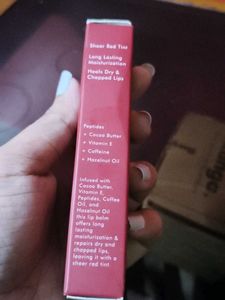 Sheer Red Tint
Long Lasting
Moisturization
Heels Dry &
Chapped Lips
Peptides
+ Cocoa Butter
+ Vitamin E
+ Caffeine
+ Hazelnut Oil
Infused with
Cocoa Butter,
Vitamin E,
Peptides, Coffee
Oil, and
Hazelnut Oil
this lip balm
offers long
lasting
moisturization &
repairs dry and
chapped lips,
leaving it with a
sheer red tint.